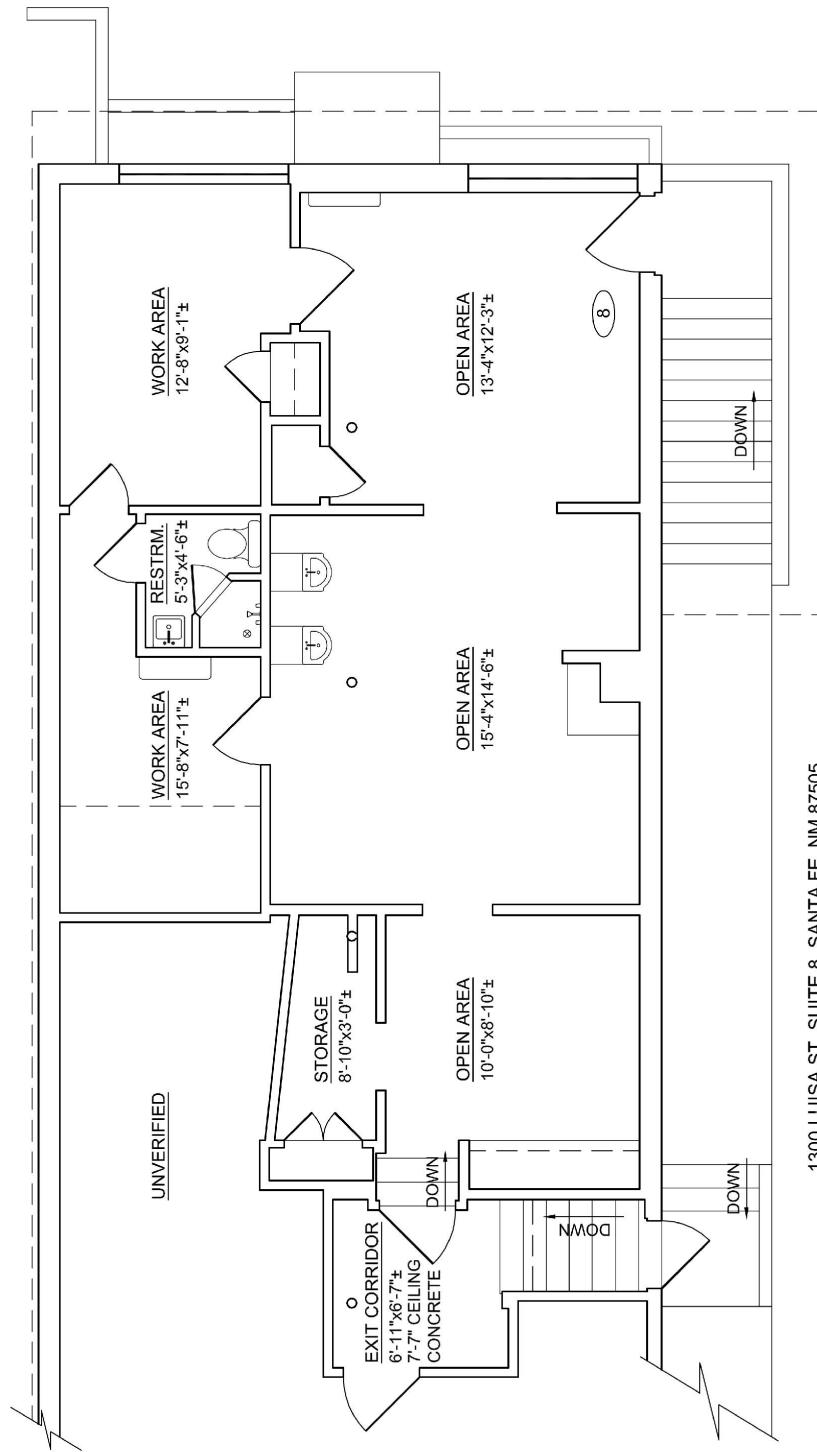 UNVERIFIED
WORK AREA
15'-8"x7'-11"±
RESTRM.
5'-3"x4'-6"±
WORK AREA
12'-8"x9'-1"±
STORAGE
8'-10"x3'-0"±
EXIT CORRIDOR
6'-11"x6'-7"±
7'-7" CEILING
CONCRETE
DOWN
OPEN AREA
10'-0"x8'-10"±
OPEN AREA
15'-4"x14'-6"±
OPEN AREA
13'-4"x12'-3"±
8
DOWN
DOWN
DOWN
1300 LUISA ST. SUITE 8, SANTA FE, NM 87505